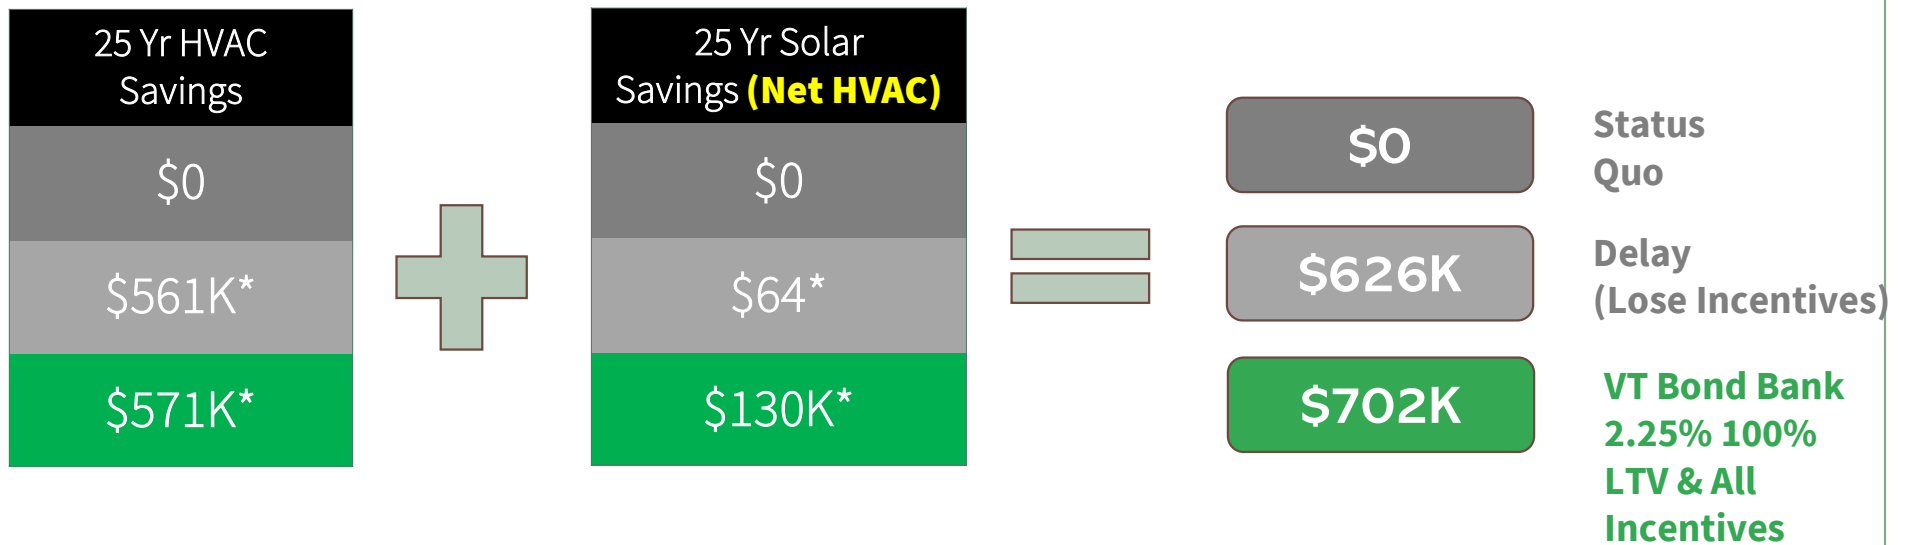 25 Yr HVAC
Savings
$0
$561K*
$571K*
25 Yr Solar
Savings (Net HVAC)
$0
$64*
$130K*
$0
$626K
$702K
Status
Quo
Delay
(Lose Incentives)
VT Bond Bank
2.25% 100%
LTV & All
Incentives